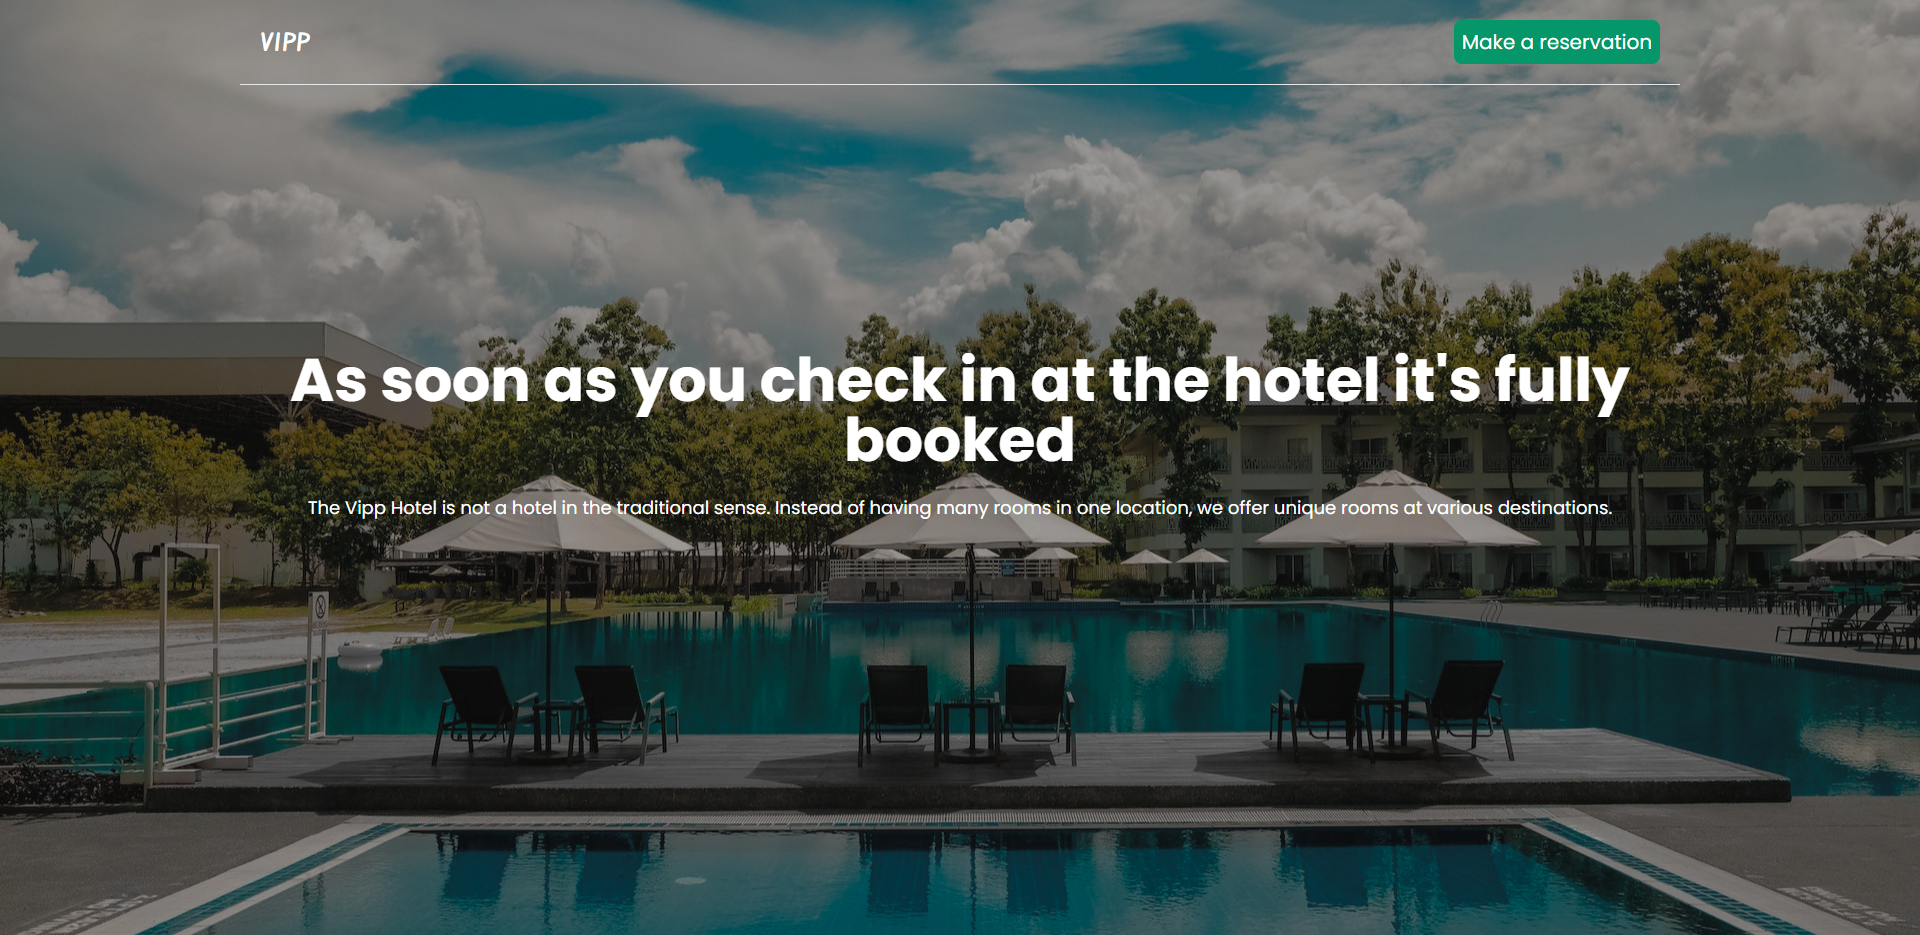 VIPP
Make a reservation
As soon as you check in at the hotel it's fully
booked
The Vipp Hotel is not a hotel in the traditional sense. Instead of having many rooms in one location, we offer unique rooms at various destinations.